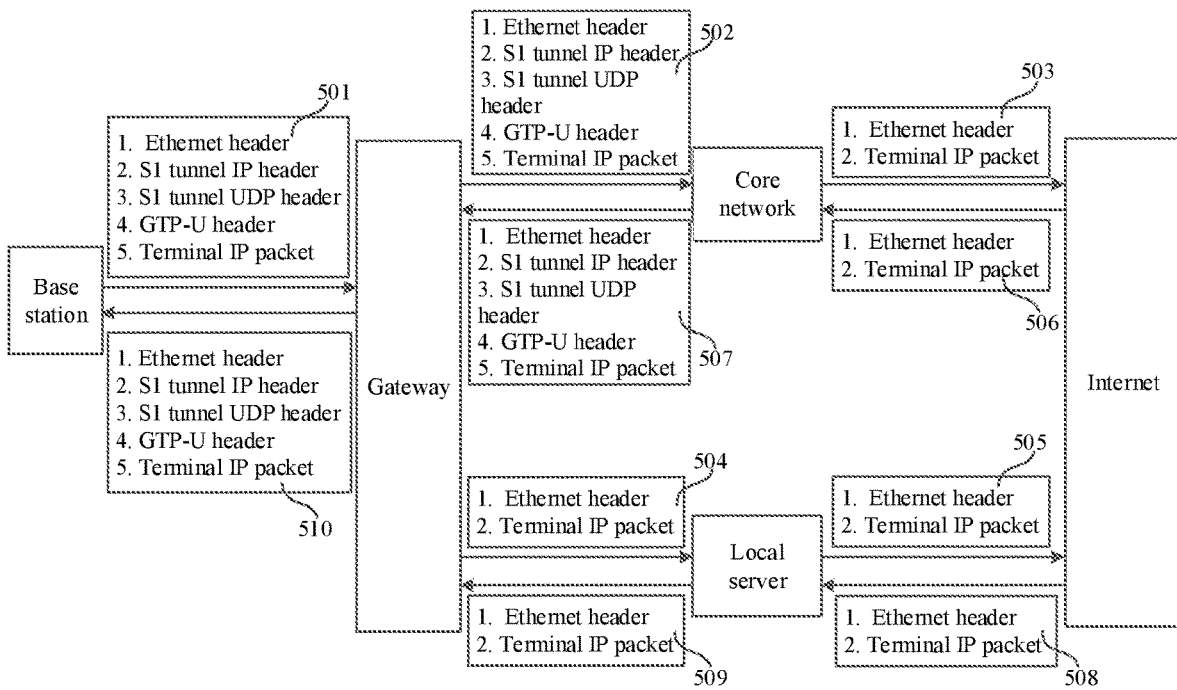 501
1. Ethernet header
2. S1 tunnel IP header
3. S1 tunnel UDP header
4. GTP-U header
5. Terminal IP packet
502
1. Ethernet header
2. S1 tunnel IP header
3. S1 tunnel UDP
header
4. GTP-U header
5. Terminal IP packet
503
1. Ethernet header
2. Terminal IP packet
Base
station
Gateway
Core
network
Internet
1. Ethernet header
2. S1 tunnel IP header
3. S1 tunnel UDP
header
4. GTP-U header
5. Terminal IP packet
507
1. Ethernet header
2. Terminal IP packet
506
1. Ethernet header
2. S1 tunnel IP header
3. S1 tunnel UDP header
4. GTP-U header
5. Terminal IP packet
510
504
1. Ethernet header
2. Terminal IP packet
505
1. Ethernet header
2. Terminal IP packet
Local
server
1. Ethernet header
2. Terminal IP packet
509
1. Ethernet header
2. Terminal IP packet
508